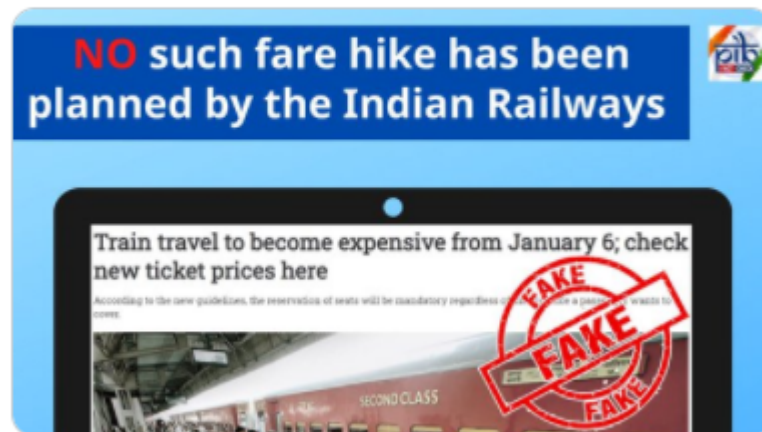 NO such fare hike has been
planned by the Indian Railways
pib
Train travel to become expensive from January 6; check
new ticket prices here
According to the new guidelines, the reservation of seats will be mandatory regardless wants to
cover.
FAKE
FAKE
FAKE
SECOND CLASS